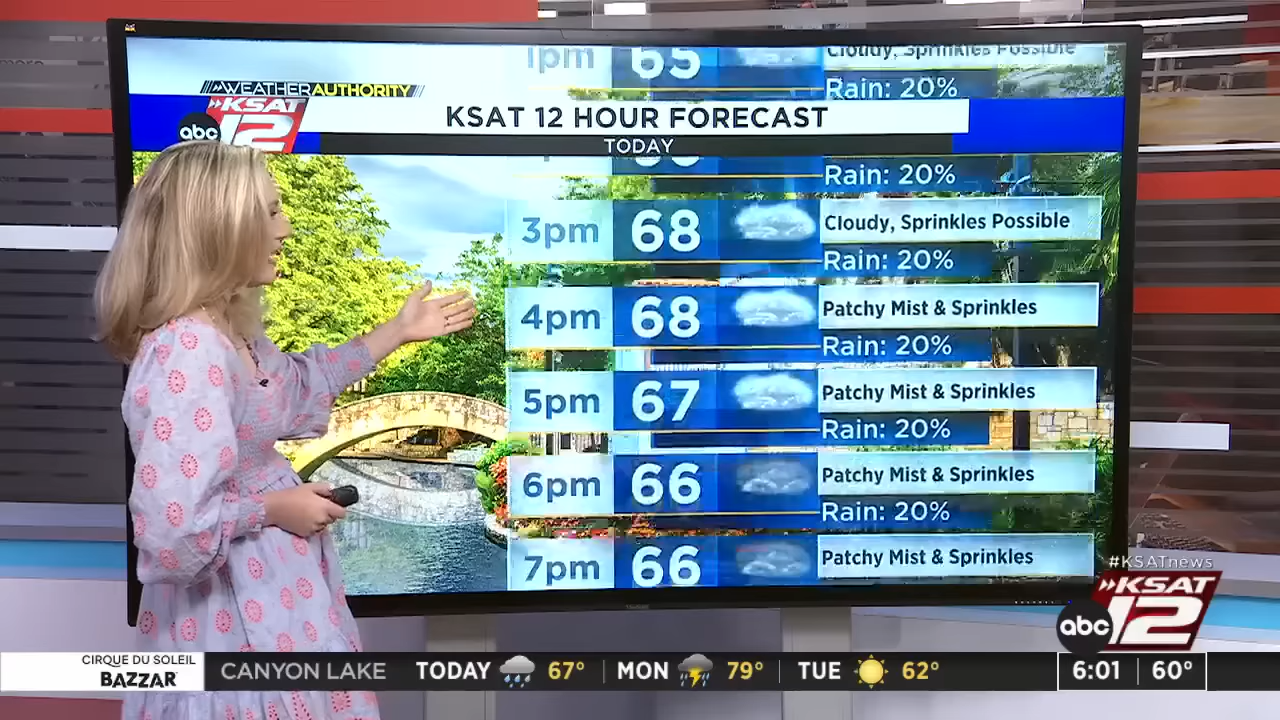 more
1pm 65 Cloudy, Sprinkles Possible
Rain: 20%
WEATHER AUTHORITY
KSAT
abc 12
KSAT 12 HOUR FORECAST
TODAY
Rain: 20%
3pm 68 Cloudy, Sprinkles Possible
Rain: 20%
4pm 68 Patchy Mist & Sprinkles
Rain: 20%
5pm 67 Patchy Mist & Sprinkles
Rain: 20%
6pm 66 Patchy Mist & Sprinkles
Rain: 20%
7pm 66 Patchy Mist & Sprinkles
#KSATnews
KSAT
abc 12
CIRQUE DU SOLEIL
BAZZAR
CANYON LAKE TODAY 67° MON 79° TUE 62° 6:01 60°